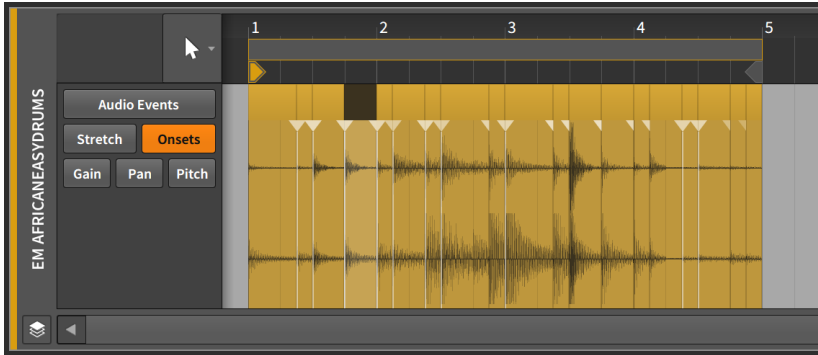 1 2 3 4 5
EM AFRICANEASYDRUMS
Audio Events
Stretch Onsets
Gain Pan Pitch